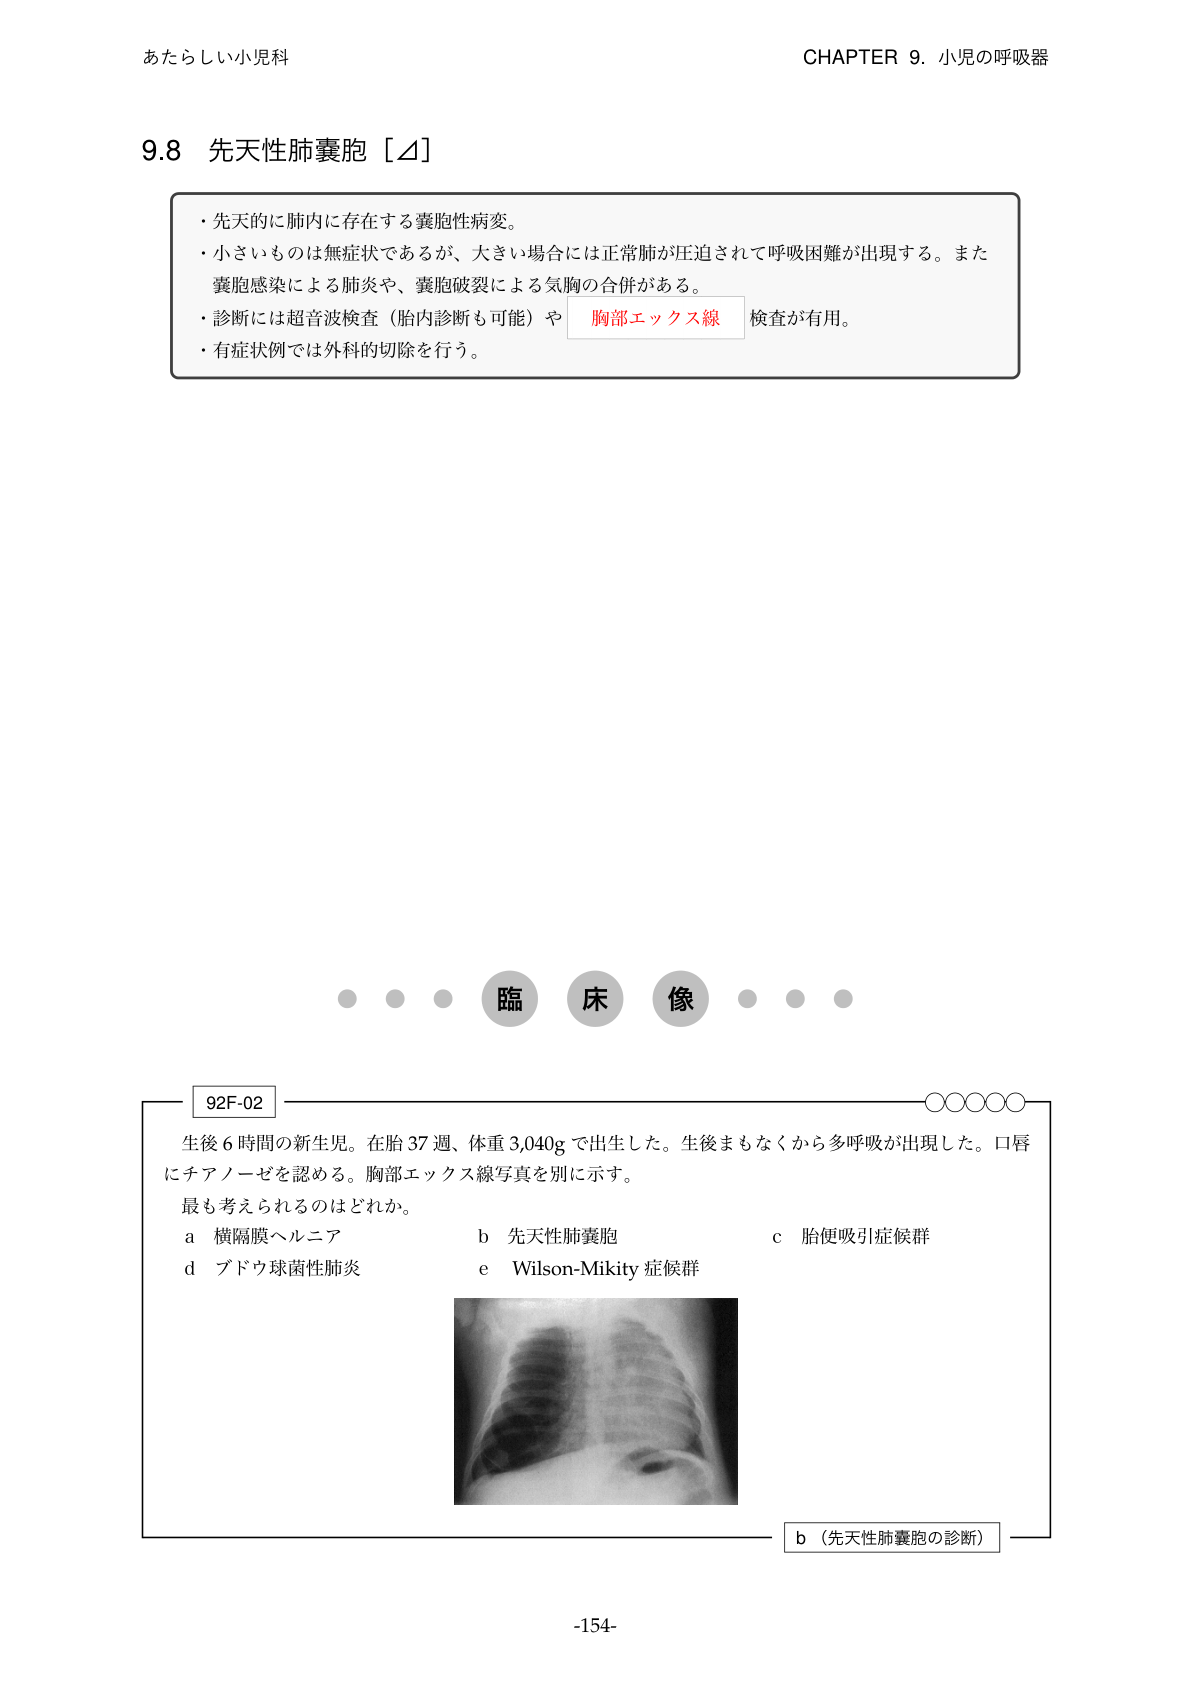 あたらしい小児科
CHAPTER 9. 小児の呼吸器
9.8 先天性肺嚢胞［⊿］
・先天的に肺内に存在する嚢胞性病変。
・小さいものは無症状であるが、大きい場合には正常肺が圧迫されて呼吸困難が出現する。また
嚢胞感染による肺炎や、嚢胞破裂による気胸の合併がある。
・診断には超音波検査（胎内診断も可能）や 胸部エックス線 検査が有用。
・有症状例では外科的切除を行う。
臨床像
92F-02 ○○○○○
生後 6 時間の新生児。在胎 37 週、体重 3,040g で出生した。生後まもなくから多呼吸が出現した。口唇
にチアノーゼを認める。胸部エックス線写真を別に示す。
最も考えられるのはどれか。
a 横隔膜ヘルニア b 先天性肺嚢胞 c 胎便吸引症候群
d ブドウ球菌性肺炎 e Wilson-Mikity 症候群
b （先天性肺嚢胞の診断）
-154-